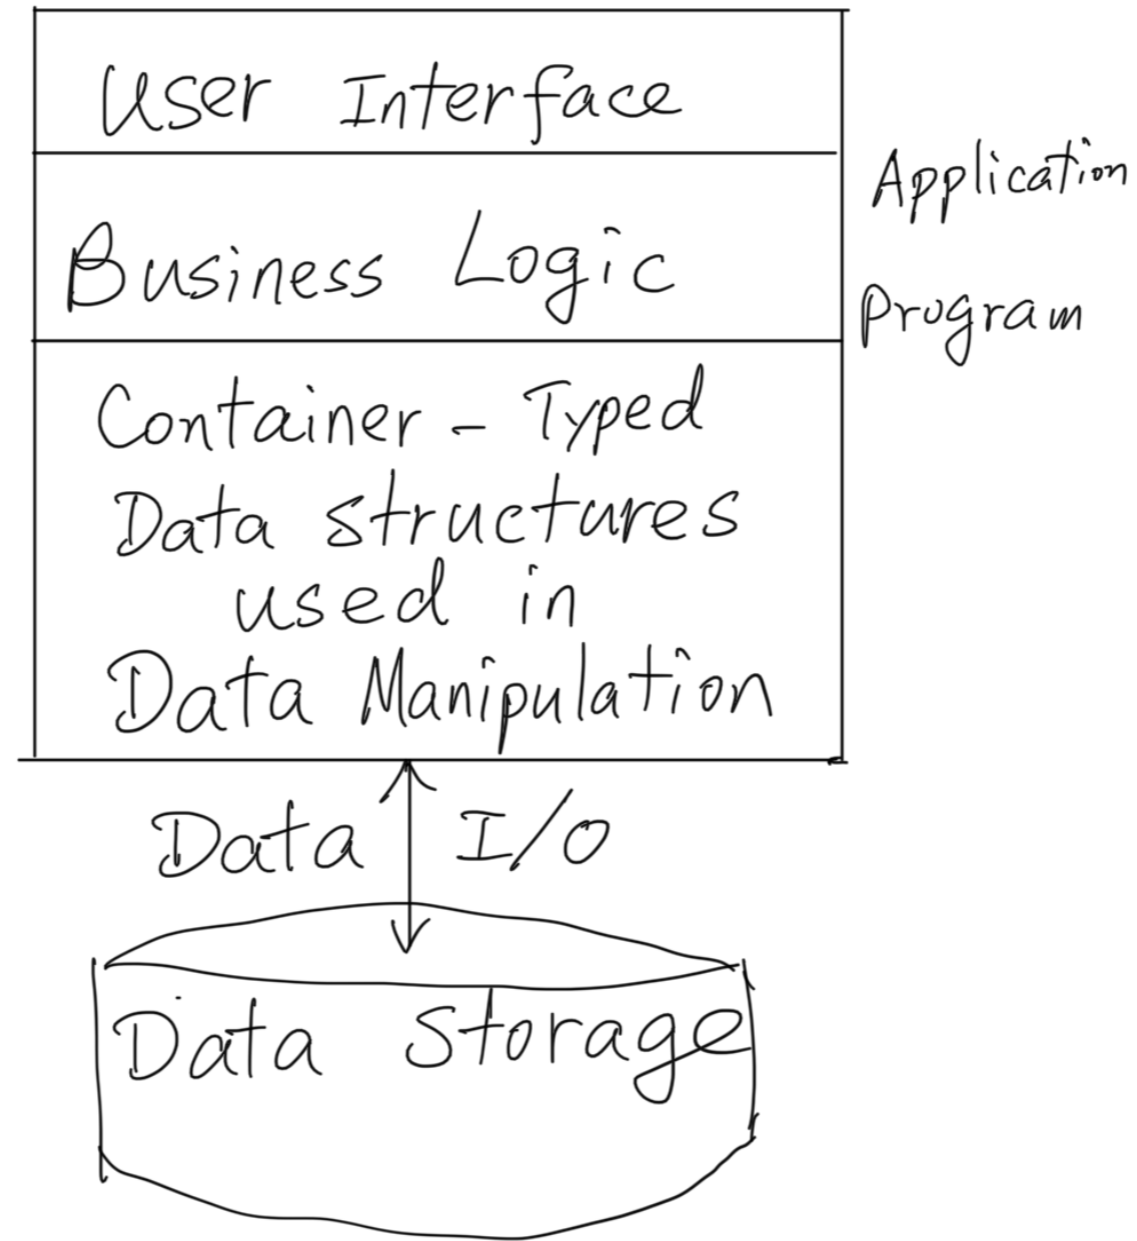 User Interface
Application
Business Logic
Program
Container - Typed
Data structures
used in
Data Manipulation
Data I/O
Data Storage